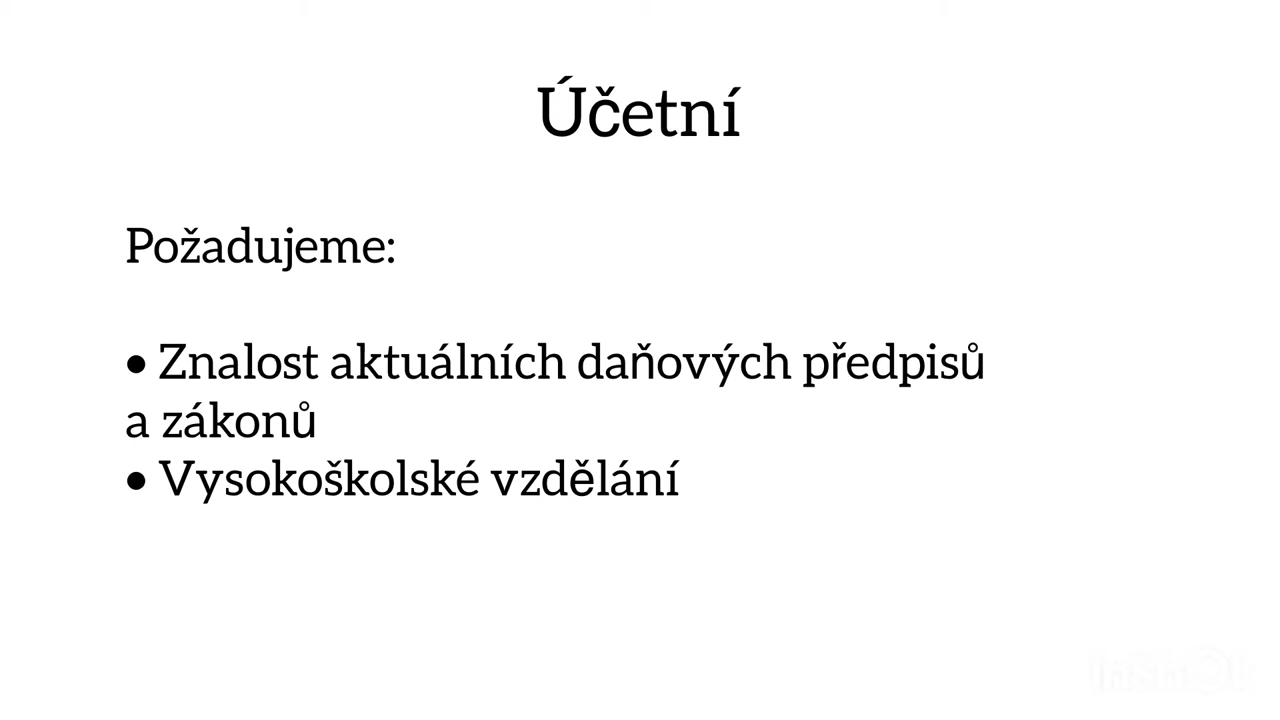 Účetní
Požadujeme:
• Znalost aktuálních daňových předpisů
a zákonů
• Vysokoškolské vzdělání